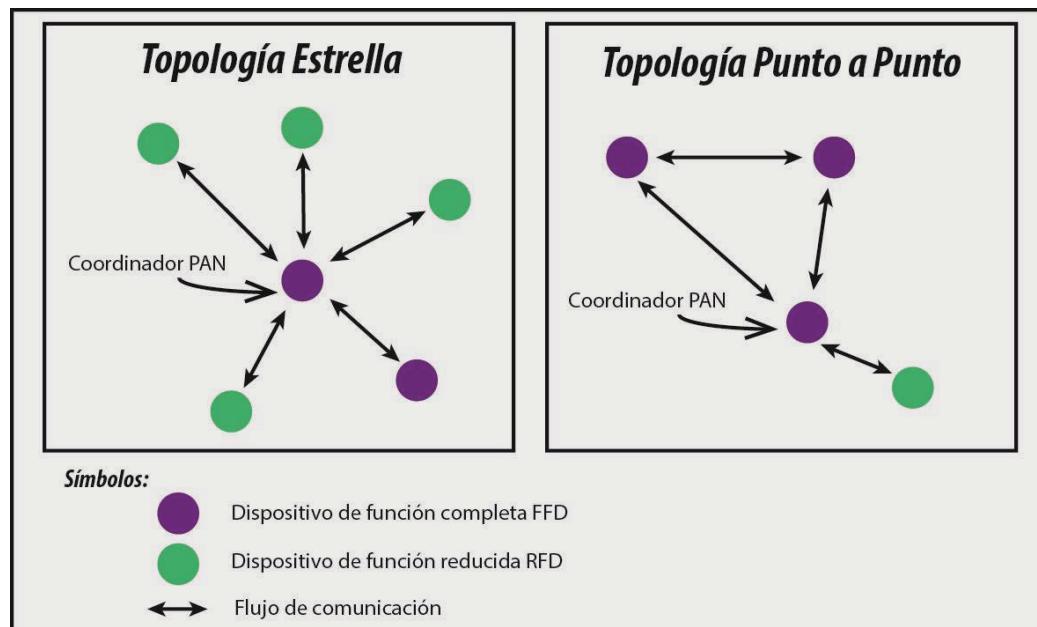 Topología Estrella
Coordinador PAN
Topología Punto a Punto
Coordinador PAN
Símbolos:
Dispositivo de función completa FFD
Dispositivo de función reducida RFD
Flujo de comunicación